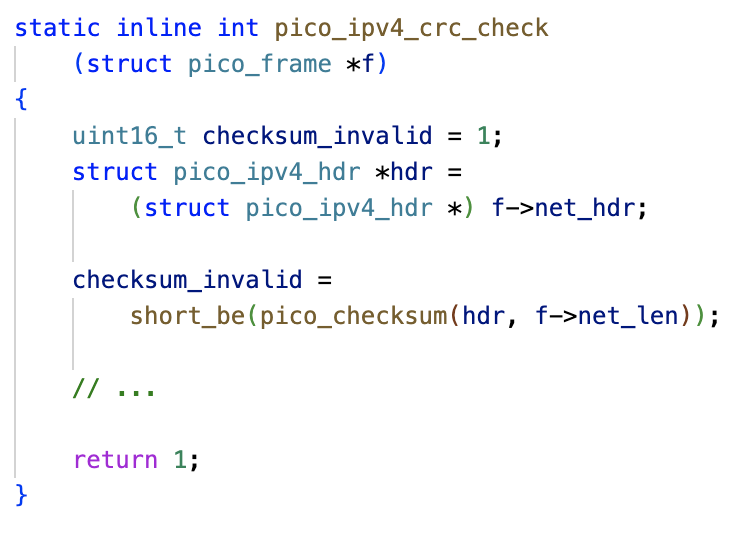 static inline int pico_ipv4_crc_check
    (struct pico_frame *f)
{
    uint16_t checksum_invalid = 1;
    struct pico_ipv4_hdr *hdr =
        (struct pico_ipv4_hdr *) f->net_hdr;

    checksum_invalid =
        short_be(pico_checksum(hdr, f->net_len));

    // ...

    return 1;
}